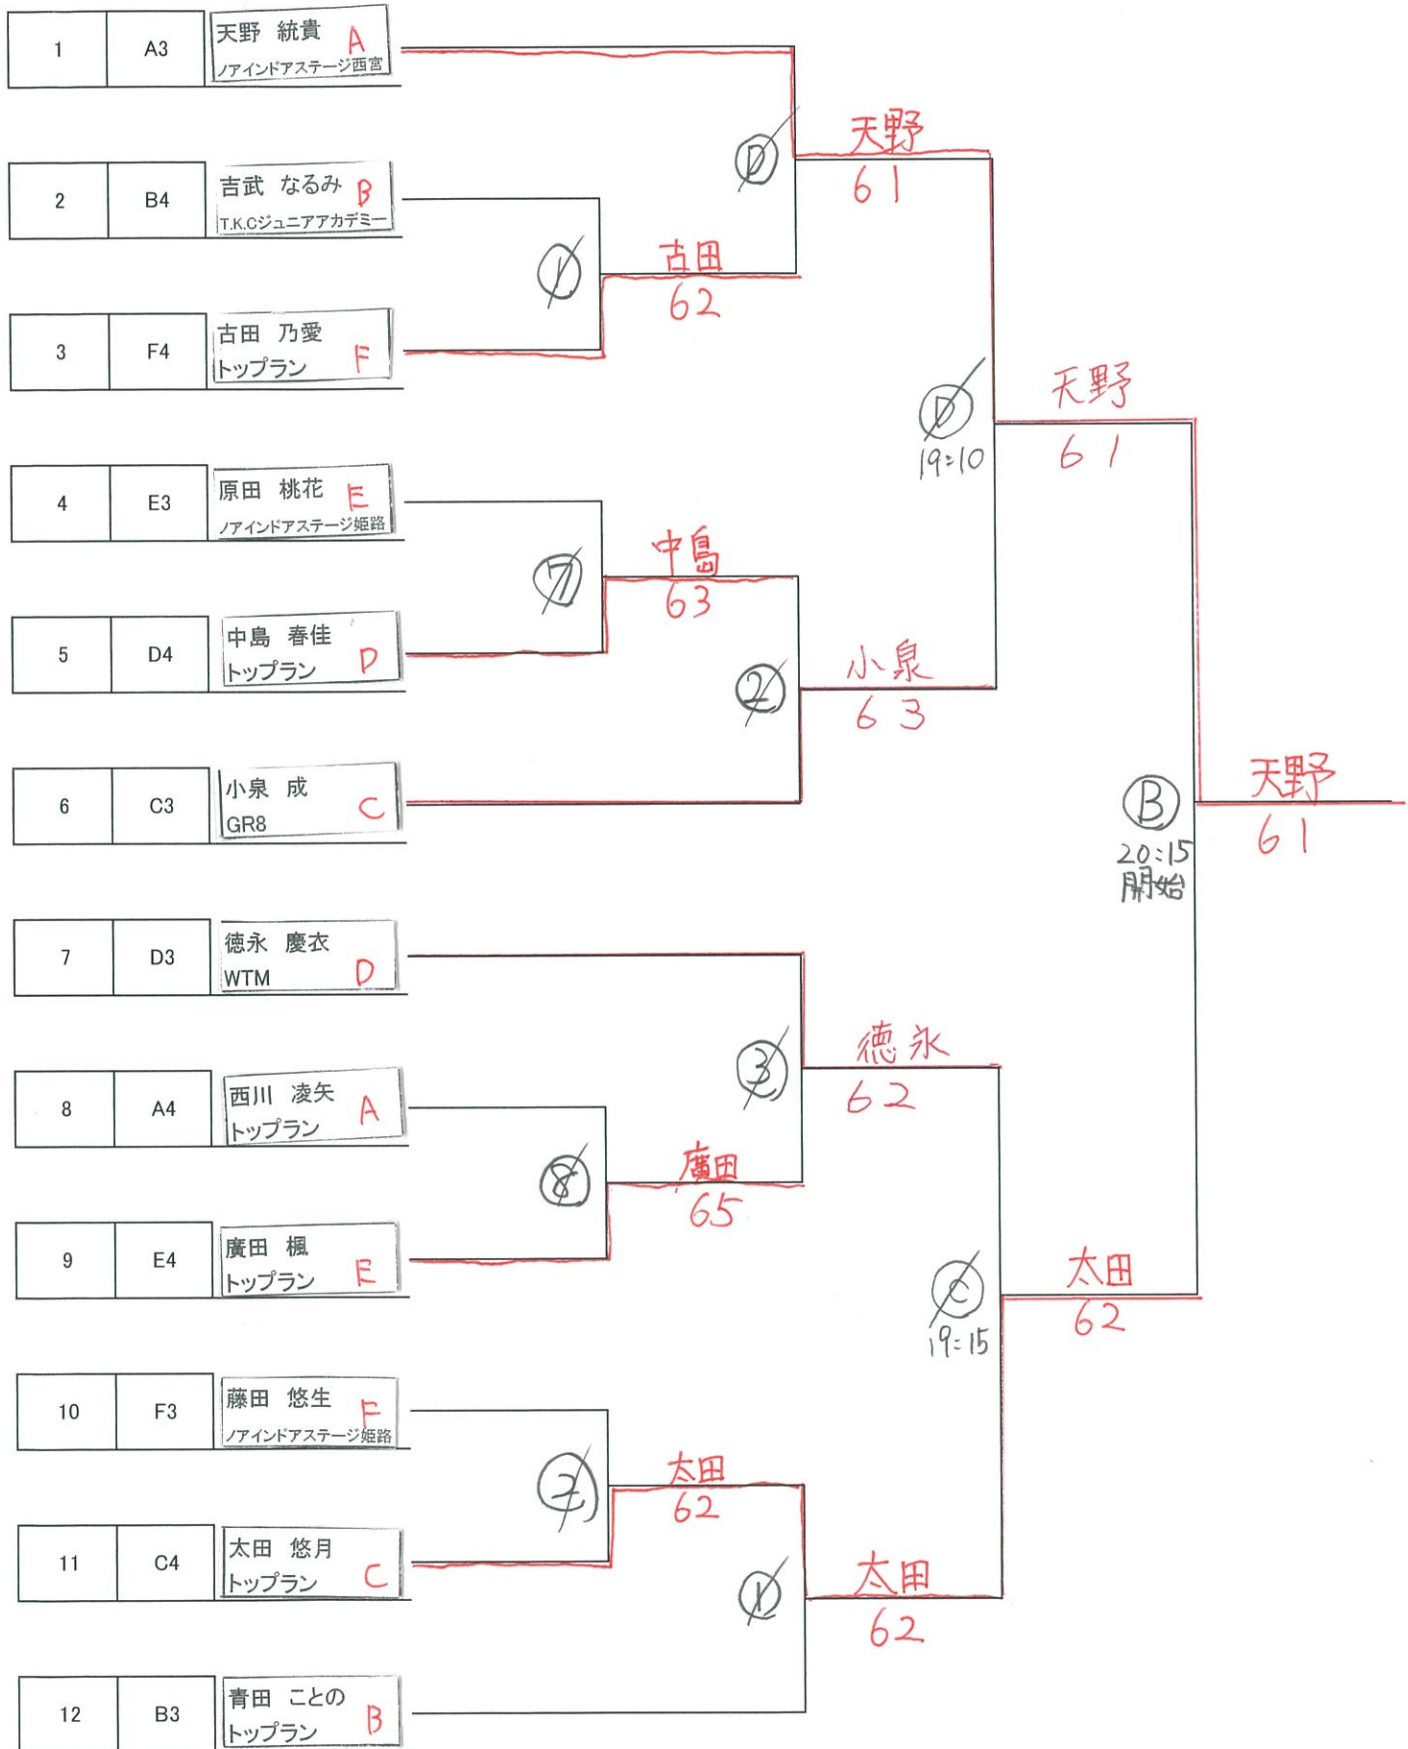 1 A3 天野 統貴 A
ノアインドアステージ西宮
D 天野
61
2 B4 吉武 なるみ B
T.K.Cジュニアアカデミー
1 古田
62
3 F4 古田 乃愛
トップラン F
D 天野
19:10 61
4 E3 原田 桃花 E
ノアインドアステージ姫路
7 中島
63
5 D4 中島 春佳
トップラン D
2 小泉
63
6 C3 小泉 成
GR8 C
B 天野
20:15 61
開始
7 D3 徳永 慶衣
WTM D
3 徳永
62
8 A4 西川 凌矢
トップラン A
8 廣田
65
9 E4 廣田 楓
トップラン E
C 太田
19:15 62
10 F3 藤田 悠生 F
ノアインドアステージ姫路
2 太田
62
11 C4 太田 悠月
トップラン C
1 太田
62
12 B3 青田 ことの
トップラン B